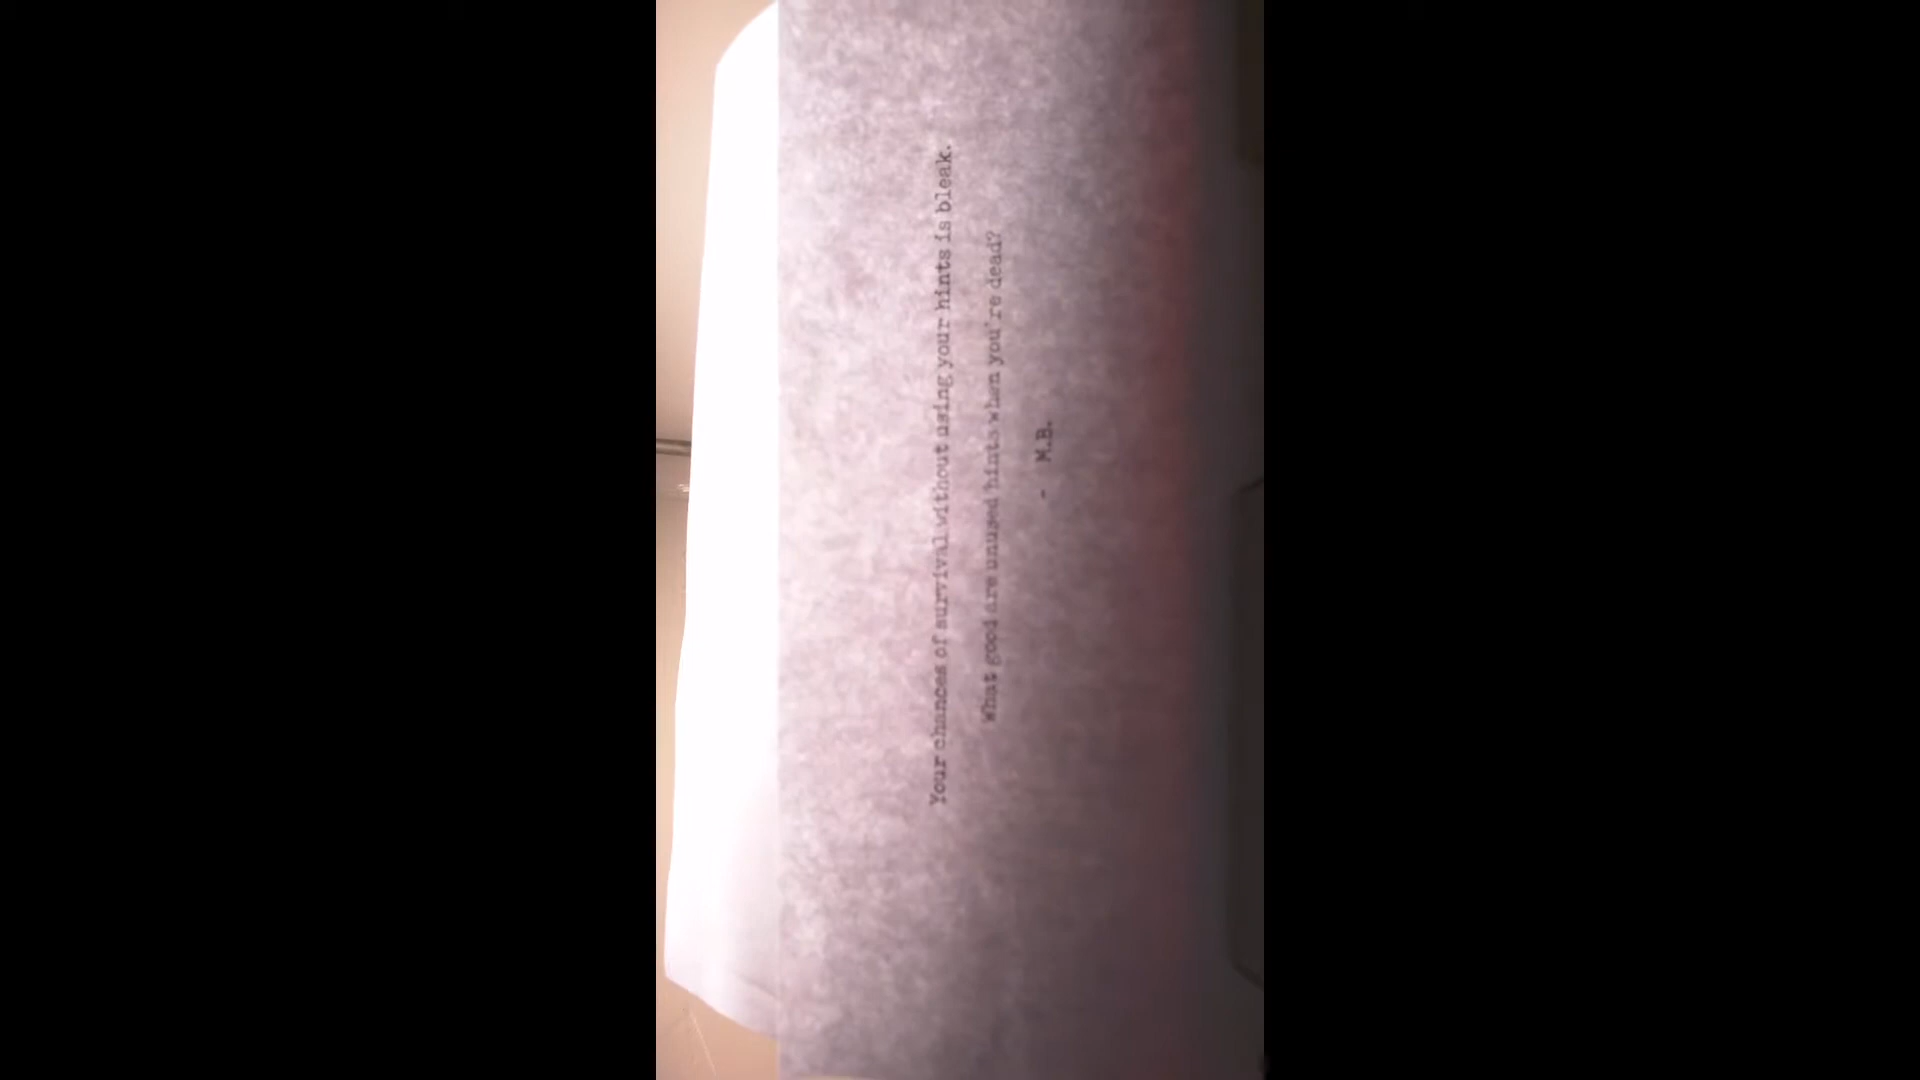 Your chances of survival without using your hints is bleak.
What good are unused hints when you're dead?
- M.B.